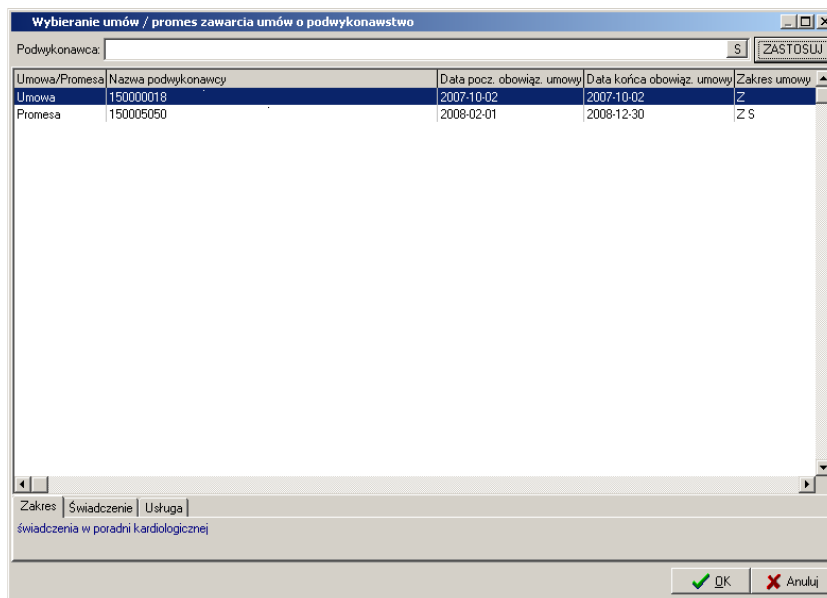 Wybieranie umów / promes zawarcia umów o podwykonawstwo
Podwykonawca: S ZASTOSUJ
Umowa/Promesa Nazwa podwykonawcy Data pocz. obowiąz. umowy Data końca obowiąz. umowy Zakres umowy
Umowa 150000018 2007-10-02 2007-10-02 Z
Promesa 150005050 2008-02-01 2008-12-30 Z S
Zakres Świadczenie Usługa
świadczenia w poradni kardiologicznej
OK Anuluj